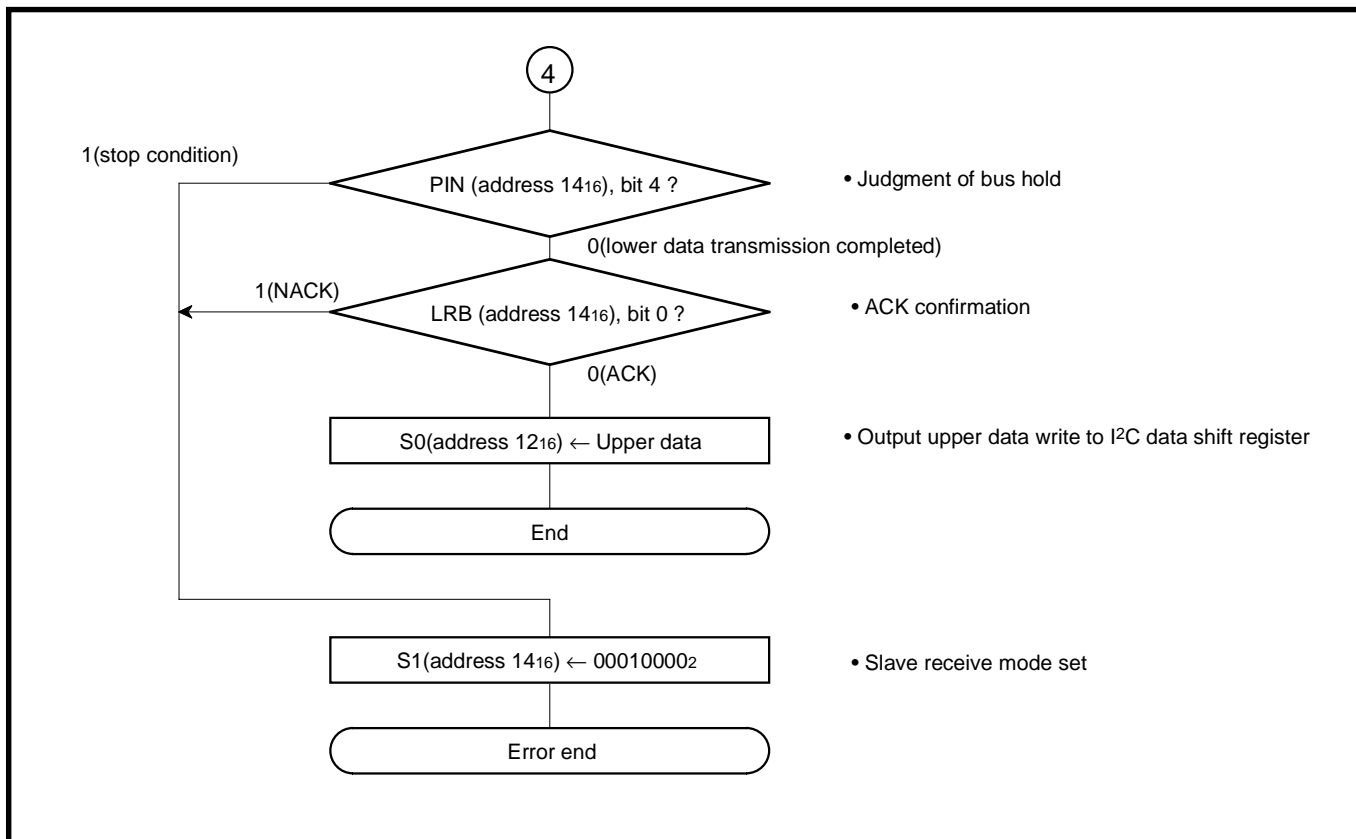 4
1(stop condition)
PIN (address 14₁₆), bit 4 ?
• Judgment of bus hold
0(lower data transmission completed)
1(NACK)
LRB (address 14₁₆), bit 0 ?
• ACK confirmation
0(ACK)
S0(address 12₁₆) ← Upper data
• Output upper data write to I²C data shift register
End
S1(address 14₁₆) ← 00010000₂
• Slave receive mode set
Error end